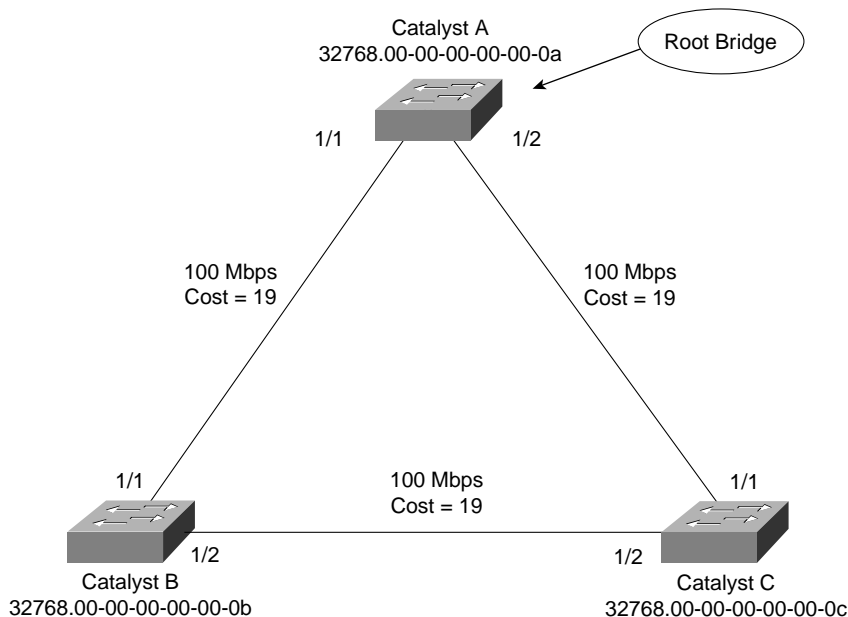 Catalyst A
32768.00-00-00-00-00-0a
Root Bridge
1/1
1/2
100 Mbps
Cost = 19
100 Mbps
Cost = 19
1/1
100 Mbps
Cost = 19
1/1
1/2
1/2
Catalyst B
32768.00-00-00-00-00-0b
Catalyst C
32768.00-00-00-00-00-0c